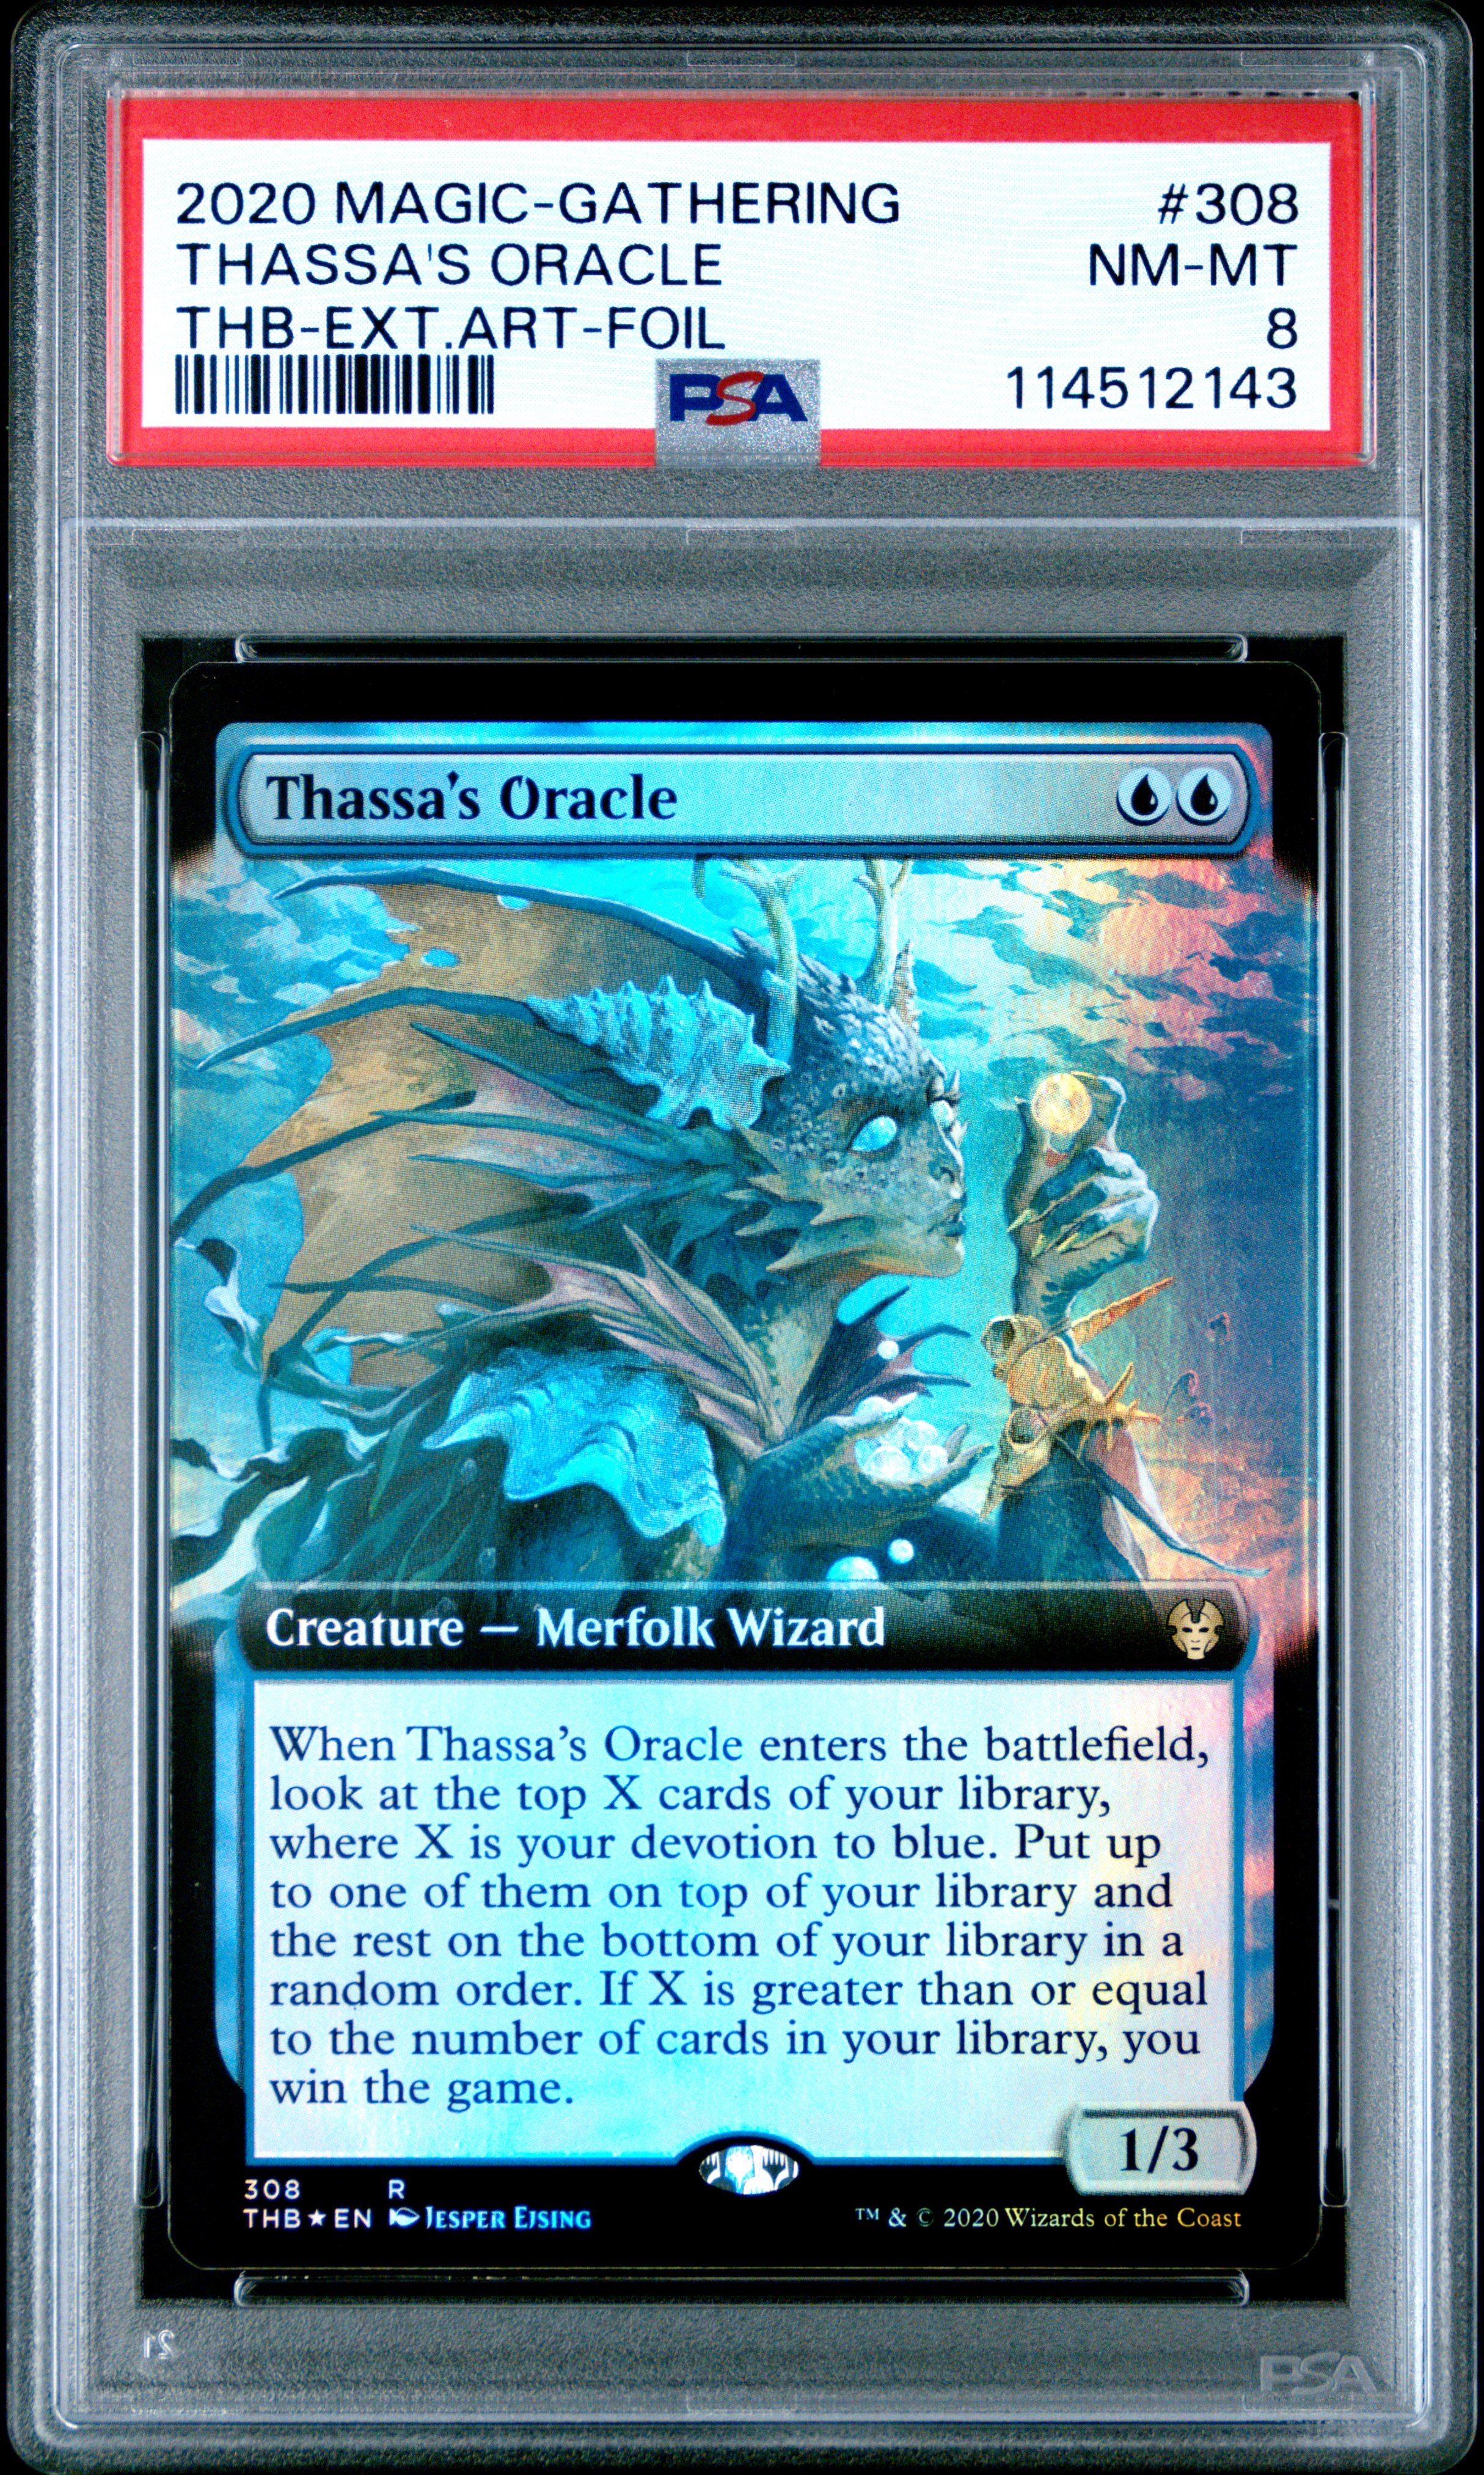 2020 MAGIC-GATHERING #308
THASSA'S ORACLE NM-MT
THB-EXT.ART-FOIL 8
PSA 114512143
Thassa's Oracle
Creature — Merfolk Wizard
When Thassa's Oracle enters the battlefield,
look at the top X cards of your library,
where X is your devotion to blue. Put up
to one of them on top of your library and
the rest on the bottom of your library in a
random order. If X is greater than or equal
to the number of cards in your library, you
win the game.
1/3
308 R
THB★EN Jesper Ejsing ™ & © 2020 Wizards of the Coast
21
PSA